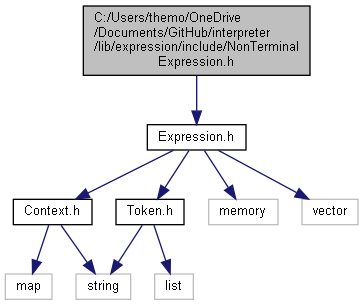 C:/Users/themo/OneDrive
/Documents/GitHub/interpreter
/lib/expression/include/NonTerminal
Expression.h
Expression.h
Context.h
Token.h
memory
vector
map
string
list